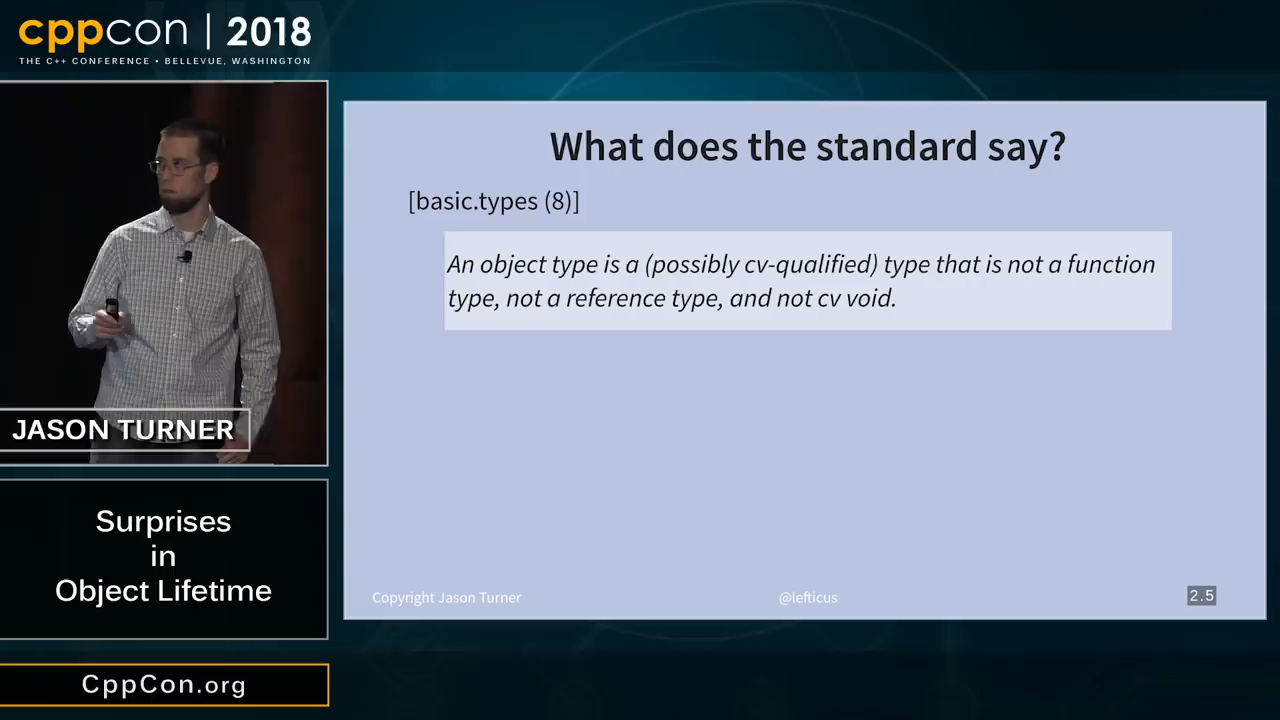 cppcon | 2018
THE C++ CONFERENCE • BELLEVUE, WASHINGTON
JASON TURNER
Surprises
in
Object Lifetime
CppCon.org
What does the standard say?
[basic.types (8)]
An object type is a (possibly cv-qualified) type that is not a function
type, not a reference type, and not cv void.
Copyright Jason Turner
@lefticus
2.5